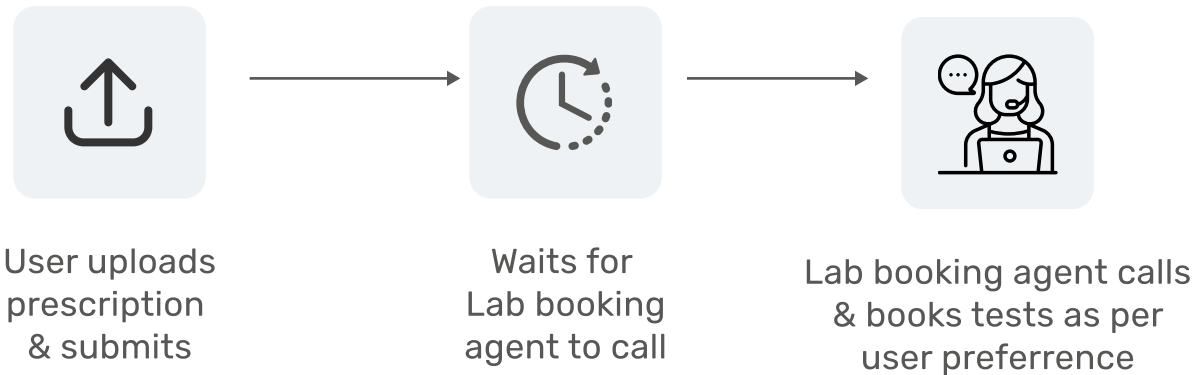 User uploads
prescription
& submits
Waits for
Lab booking
agent to call
Lab booking agent calls
& books tests as per
user preferrence